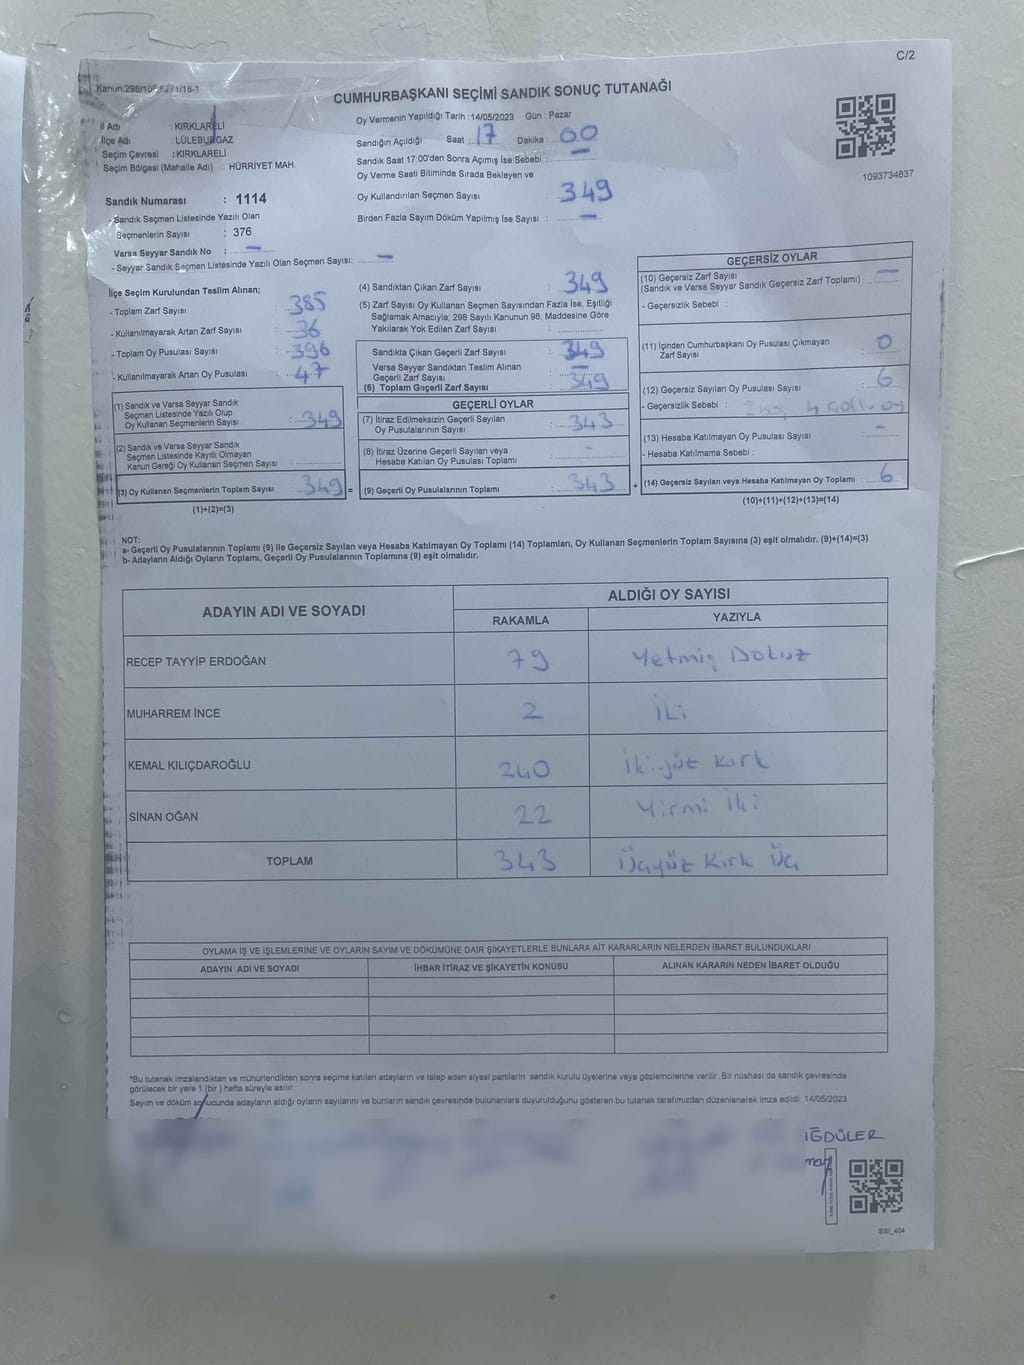 C/2
Kanun:298/105-6271/18-1
CUMHURBAŞKANI SEÇİMİ SANDIK SONUÇ TUTANAĞI
İl Adı : KIRKLARELİ
İlçe Adı : LÜLEBURGAZ
Seçim Çevresi : KIRKLARELİ
Seçim Bölgesi (Mahalle Adı) : HÜRRİYET MAH.
Sandık Numarası : 1114
- Sandık Seçmen Listesinde Yazılı Olan
Seçmenlerin Sayısı : 376
Varsa Seyyar Sandık No : —
- Seyyar Sandık Seçmen Listesinde Yazılı Olan Seçmen Sayısı: —
Oy Vermenin Yapıldığı Tarih : 14/05/2023 Gün : Pazar
Sandığın Açıldığı Saat : 17 Dakika : 00
Sandık Saat 17:00'den Sonra Açımış İse Sebebi : —
Oy Verme Saati Bitiminde Sırada Bekleyen ve
Oy Kullandırılan Seçmen Sayısı : 349
Birden Fazla Sayım Döküm Yapılmış İse Sayısı : —
1093734837
İlçe Seçim Kurulundan Teslim Alınan;
- Toplam Zarf Sayısı : 385
- Kullanılmayarak Artan Zarf Sayısı : 36
- Toplam Oy Pusulası Sayısı : 396
- Kullanılmayarak Artan Oy Pusulası : 47
(1) Sandık ve Varsa Seyyar Sandık
Seçmen Listesinde Yazılı Olup
Oy Kullanan Seçmenlerin Sayısı : 349
(2) Sandık ve Varsa Seyyar Sandık
Seçmen Listesinde Kayıtlı Olmayan
Kanun Gereği Oy Kullanan Seçmen Sayısı :
(3) Oy Kullanan Seçmenlerin Toplam Sayısı : 349 =
(1)+(2)=(3)
(4) Sandıktan Çıkan Zarf Sayısı : 349
(5) Zarf Sayısı Oy Kullanan Seçmen Sayısından Fazla İse, Eşitliği
Sağlamak Amacıyla, 298 Sayılı Kanunun 98. Maddesine Göre
Yakılarak Yok Edilen Zarf Sayısı :
Sandıkta Çıkan Geçerli Zarf Sayısı : 349
Varsa Seyyar Sandıktan Teslim Alınan
Geçerli Zarf Sayısı : —
(6) Toplam Geçerli Zarf Sayısı : 349
GEÇERLİ OYLAR
(7) İtiraz Edilmeksizin Geçerli Sayılan
Oy Pusulalarının Sayısı : 343
(8) İtiraz Üzerine Geçerli Sayılan veya
Hesaba Katılan Oy Pusulası Toplamı : -
(9) Geçerli Oy Pusulalarının Toplamı : 343 +
GEÇERSİZ OYLAR
(10) Geçersiz Zarf Sayısı
(Sandık ve Varsa Seyyar Sandık Geçersiz Zarf Toplamı) : —
- Geçersizlik Sebebi :
(11) İçinden Cumhurbaşkanı Oy Pusulası Çıkmayan
Zarf Sayısı : 0
(12) Geçersiz Sayılan Oy Pusulası Sayısı : 6
- Geçersizlik Sebebi : 2 4 oy
(13) Hesaba Katılmayan Oy Pusulası Sayısı : -
- Hesaba Katılmama Sebebi :
(14) Geçersiz Sayılan veya Hesaba Katılmayan Oy Toplamı : 6
(10)+(11)+(12)+(13)=(14)
NOT:
a- Geçerli Oy Pusulalarının Toplamı (9) ile Geçersiz Sayılan veya Hesaba Katılmayan Oy Toplamı (14) Toplamları, Oy Kullanan Seçmenlerin Toplam Sayısına (3) eşit olmalıdır. (9)+(14)=(3)
b- Adayların Aldığı Oyların Toplamı, Geçerli Oy Pusulalarının Toplamına (9) eşit olmalıdır.
ADAYIN ADI VE SOYADI
ALDIĞI OY SAYISI
RAKAMLA YAZIYLA
RECEP TAYYİP ERDOĞAN 79 Yetmiş Dokuz
MUHARREM İNCE 2 İki
KEMAL KILIÇDAROĞLU 240 İkiyüz Kırk
SİNAN OĞAN 22 Yirmi İki
TOPLAM 343 Üçyüz Kırk Üç
OYLAMA İŞ VE İŞLEMLERİNE VE OYLARIN SAYIM VE DÖKÜMÜNE DAİR ŞİKAYETLERLE BUNLARA AİT KARARLARIN NELERDEN İBARET BULUNDUKLARI
ADAYIN ADI VE SOYADI İHBAR İTİRAZ VE ŞİKAYETİN KONUSU ALINAN KARARIN NEDEN İBARET OLDUĞU
*Bu tutanak imzalandıktan ve mühürlendikten sonra seçime katılan adayların ve talep eden siyasi partilerin sandık kurulu üyelerine veya gözlemcilerine verilir. Bir nüshası da sandık çevresinde
görülecek bir yere 1 (bir ) hafta süreyle asılır.
Sayım ve döküm sonucunda adayların aldığı oyların sayılarını ve bunların sandık çevresinde bulunanlara duyurulduğunu gösteren bu tutanak tarafımızdan düzenlenerek imza edildi. 14/05/2023
İĞDÜLER
SSI_404